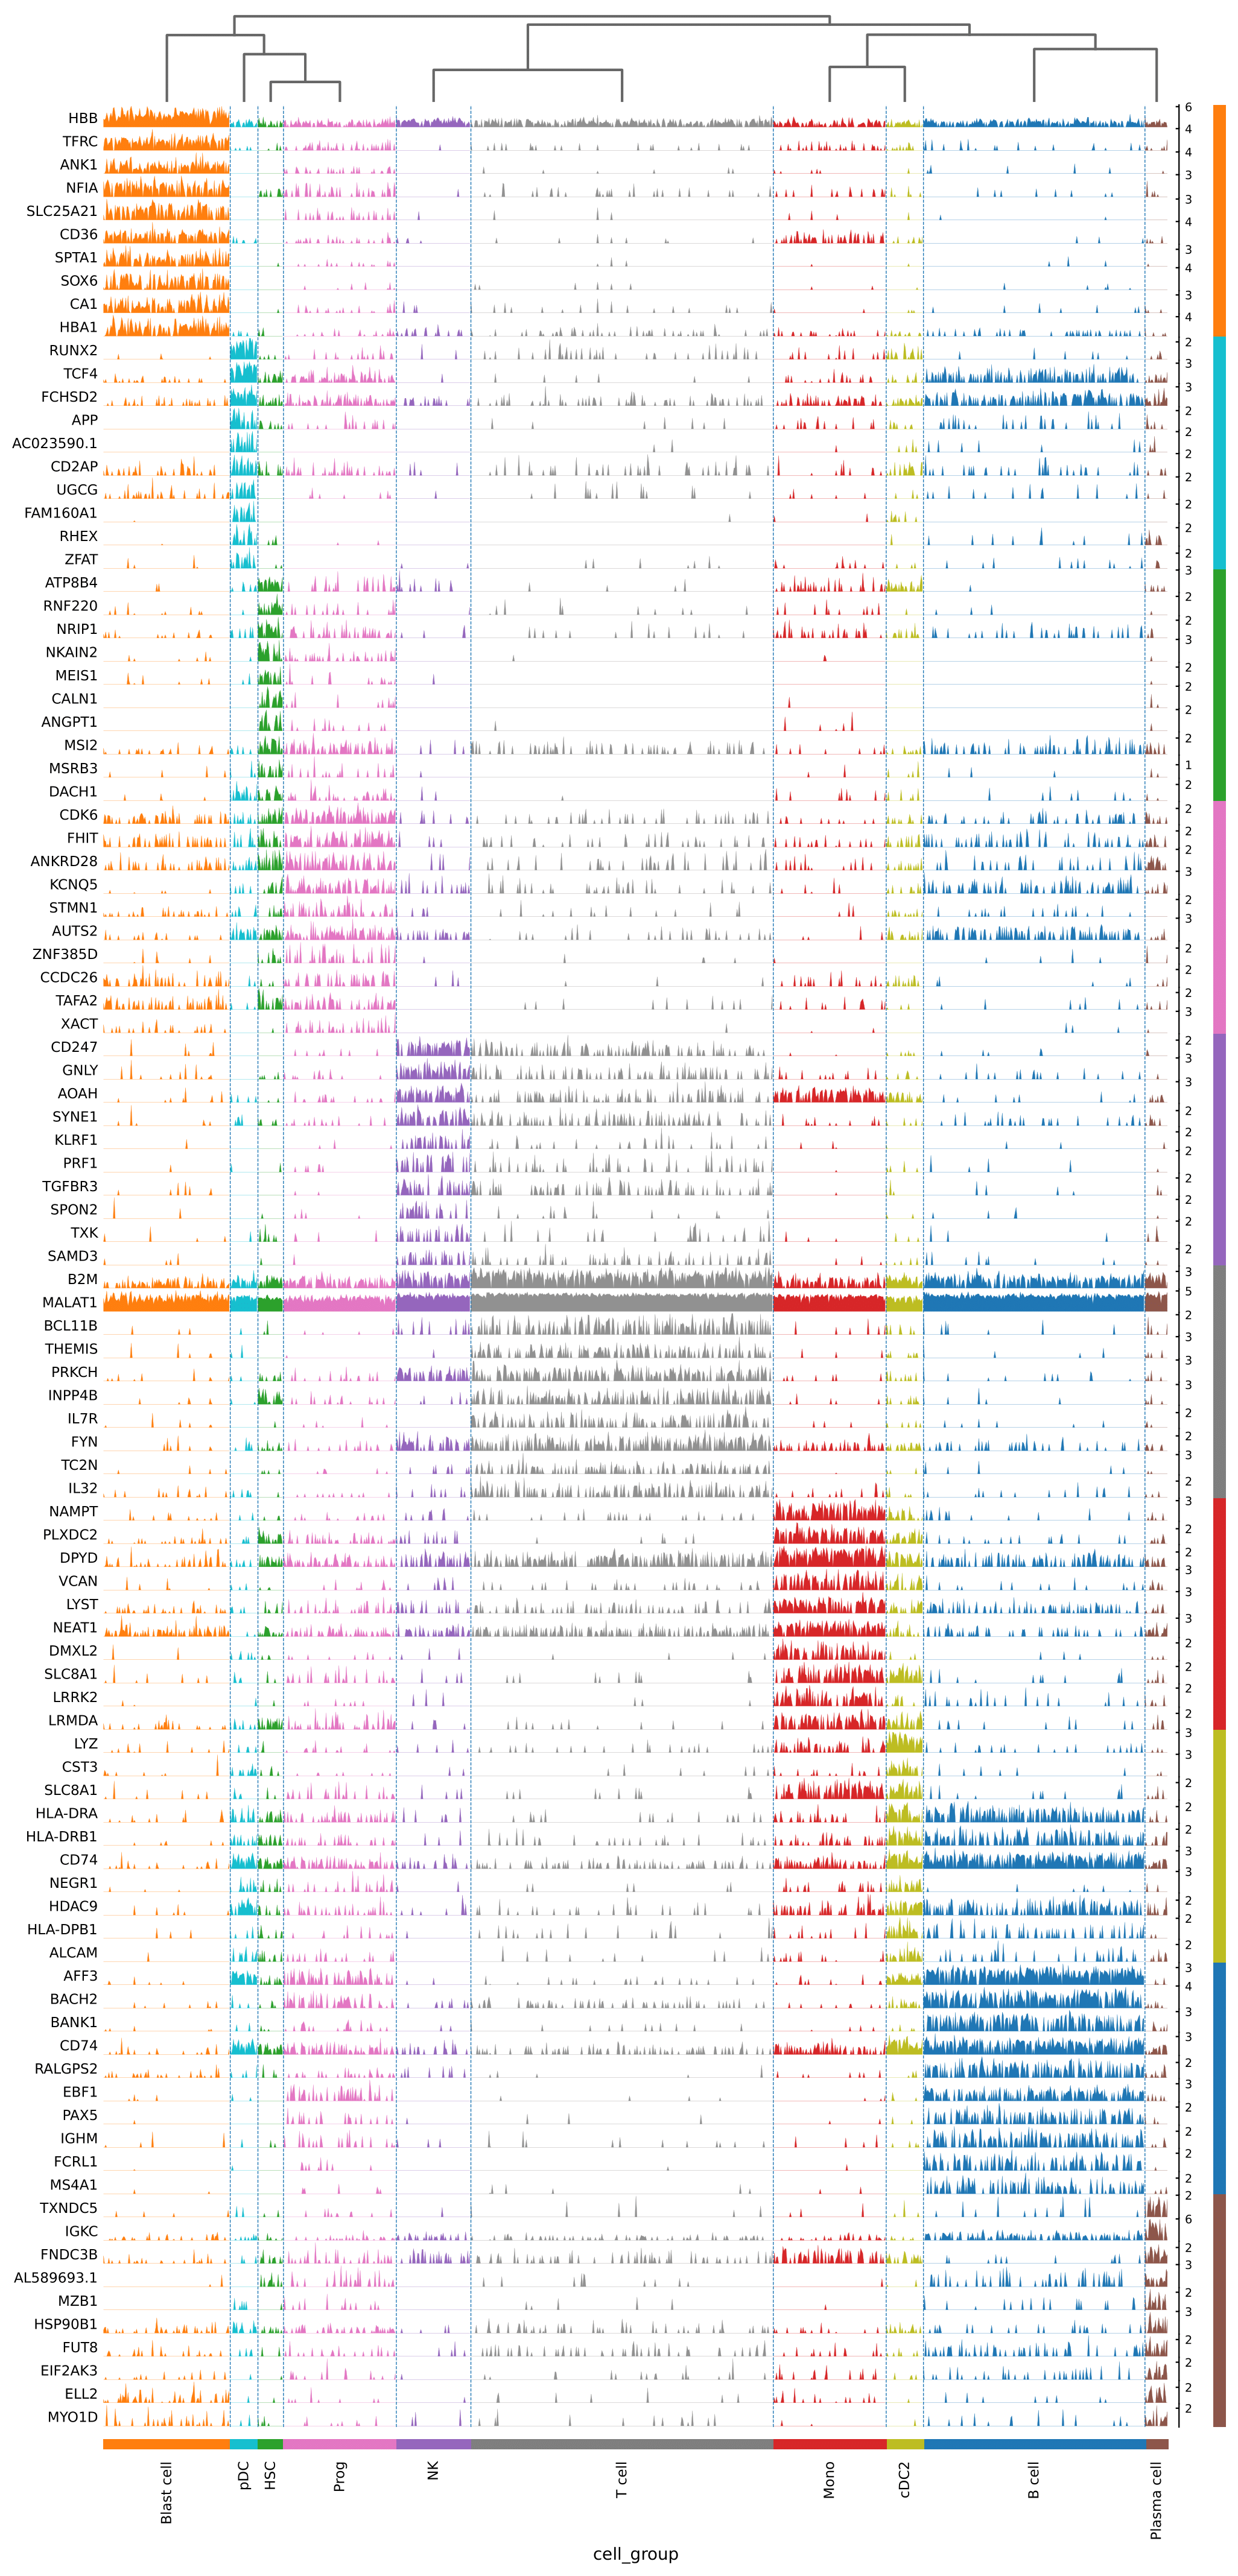 HBB 6
TFRC 4
ANK1 4
NFIA 3
SLC25A21 3
CD36 4
SPTA1 3
SOX6 4
CA1 3
HBA1 4
RUNX2 2
TCF4 3
FCHSD2 3
APP 2
AC023590.1 2
CD2AP 2
UGCG 2
FAM160A1 2
RHEX 2
ZFAT 2
ATP8B4 3
RNF220 2
NRIP1 2
NKAIN2 3
MEIS1 2
CALN1 2
ANGPT1 2
MSI2 2
MSRB3 1
DACH1 2
CDK6 2
FHIT 2
ANKRD28 2
KCNQ5 3
STMN1 2
AUTS2 3
ZNF385D 2
CCDC26 2
TAFA2 2
XACT 3
CD247 2
GNLY 3
AOAH 3
SYNE1 2
KLRF1 2
PRF1 2
TGFBR3 2
SPON2 2
TXK 2
SAMD3 2
B2M 3
MALAT1 5
BCL11B 2
THEMIS 3
PRKCH 3
INPP4B 3
IL7R 2
FYN 2
TC2N 3
IL32 2
NAMPT 3
PLXDC2 2
DPYD 2
VCAN 3
LYST 3
NEAT1 3
DMXL2 2
SLC8A1 2
LRRK2 2
LRMDA 2
LYZ 3
CST3 3
SLC8A1 2
HLA-DRA 2
HLA-DRB1 2
CD74 3
NEGR1 3
HDAC9 2
HLA-DPB1 2
ALCAM 2
AFF3 3
BACH2 4
BANK1 3
CD74 3
RALGPS2 2
EBF1 3
PAX5 2
IGHM 2
FCRL1 2
MS4A1 2
TXNDC5 2
IGKC 6
FNDC3B 2
AL589693.1 3
MZB1 2
HSP90B1 3
FUT8 2
EIF2AK3 2
ELL2 2
MYO1D 2
Blast cell
pDC
HSC
Prog
NK
T cell
Mono
cDC2
B cell
Plasma cell
cell_group